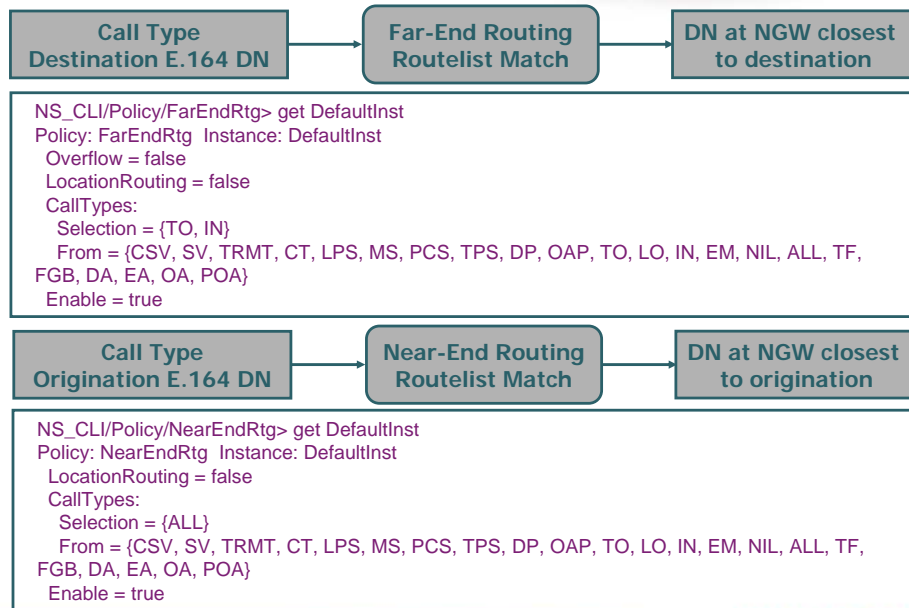 Call Type
Destination E.164 DN
Far-End Routing
Routelist Match
DN at NGW closest
to destination
NS_CLI/Policy/FarEndRtg> get DefaultInst
Policy: FarEndRtg Instance: DefaultInst
Overflow = false
LocationRouting = false
CallTypes:
Selection = {TO, IN}
From = {CSV, SV, TRMT, CT, LPS, MS, PCS, TPS, DP, OAP, TO, LO, IN, EM, NIL, ALL, TF,
FGB, DA, EA, OA, POA}
Enable = true
Call Type
Origination E.164 DN
Near-End Routing
Routelist Match
DN at NGW closest
to origination
NS_CLI/Policy/NearEndRtg> get DefaultInst
Policy: NearEndRtg Instance: DefaultInst
LocationRouting = false
CallTypes:
Selection = {ALL}
From = {CSV, SV, TRMT, CT, LPS, MS, PCS, TPS, DP, OAP, TO, LO, IN, EM, NIL, ALL, TF,
FGB, DA, EA, OA, POA}
Enable = true